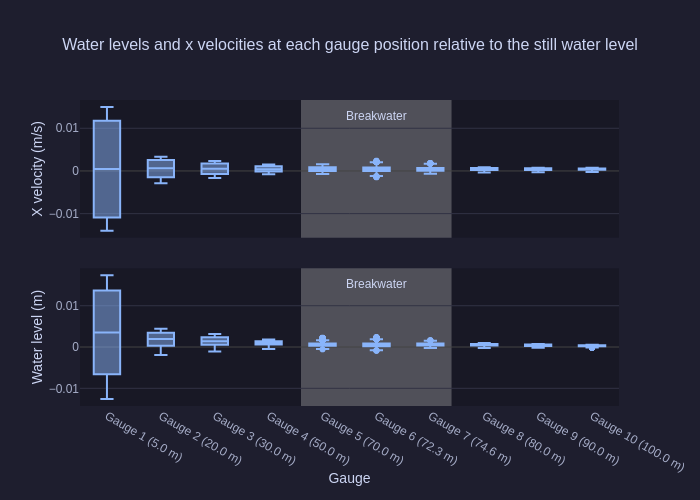 Water levels and x velocities at each gauge position relative to the still water level
X velocity (m/s)
0.01
0
−0.01
Breakwater
Water level (m)
0.01
0
−0.01
Breakwater
Gauge 1 (5.0 m)
Gauge 2 (20.0 m)
Gauge 3 (30.0 m)
Gauge 4 (50.0 m)
Gauge 5 (70.0 m)
Gauge 6 (72.3 m)
Gauge 7 (74.6 m)
Gauge 8 (80.0 m)
Gauge 9 (90.0 m)
Gauge 10 (100.0 m)
Gauge